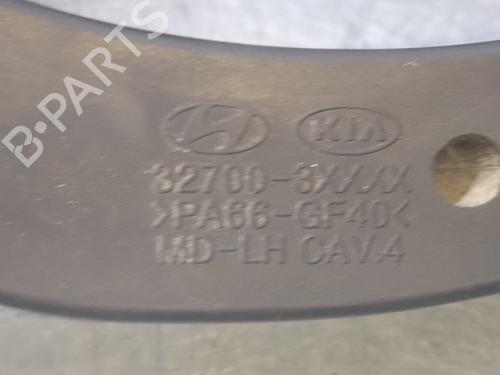 B-PARTS
KIA
32700-3XXXX
>PA66-GF40<
MD-LH CAV.4